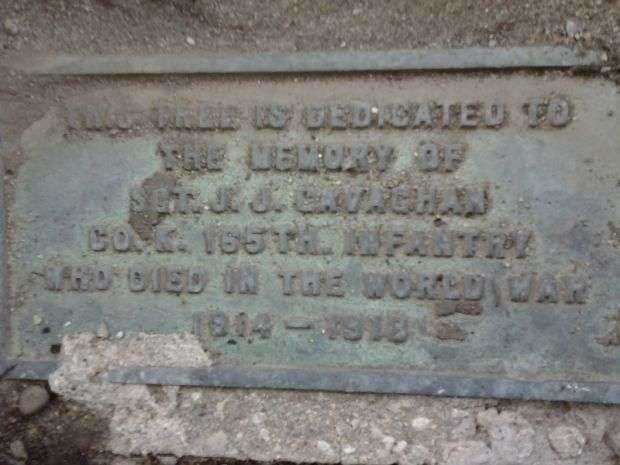 THIS TREE IS DEDICATED TO
THE MEMORY OF
SGT. J. J. CAVAGHAN
CO. K. 165TH. INFANTRY
WHO DIED IN THE WORLD WAR
1914 - 1918